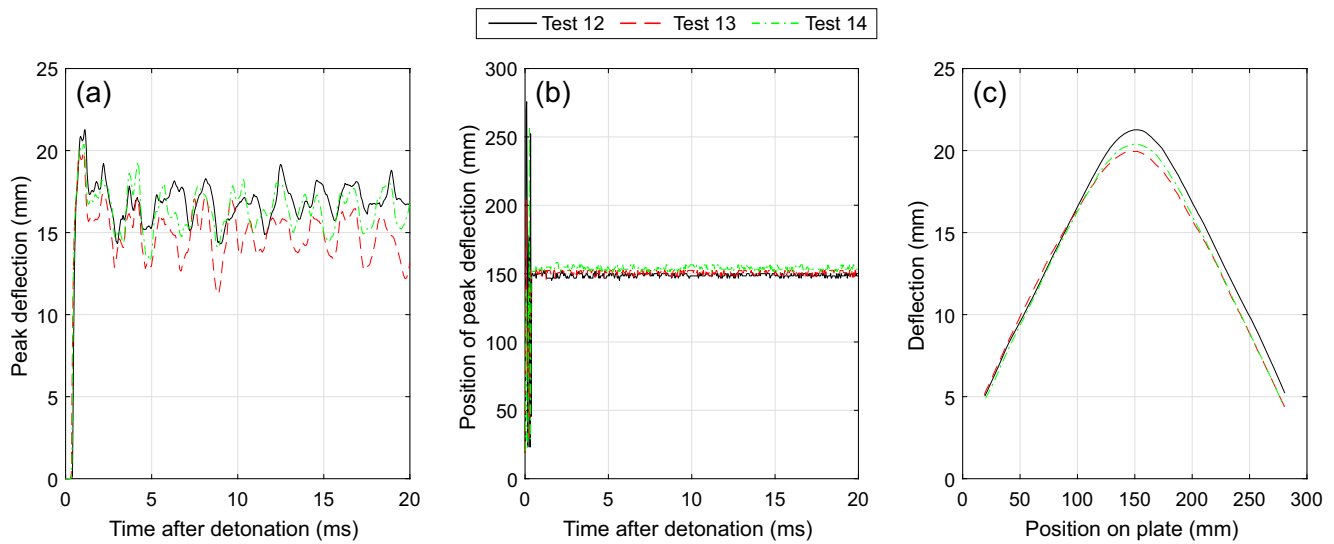 Test 12 Test 13 Test 14
(a)
Peak deflection (mm)
25
20
15
10
5
0
0 5 10 15 20
Time after detonation (ms)
(b)
Position of peak deflection (mm)
300
250
200
150
100
50
0
0 5 10 15 20
Time after detonation (ms)
(c)
Deflection (mm)
25
20
15
10
5
0
0 50 100 150 200 250 300
Position on plate (mm)